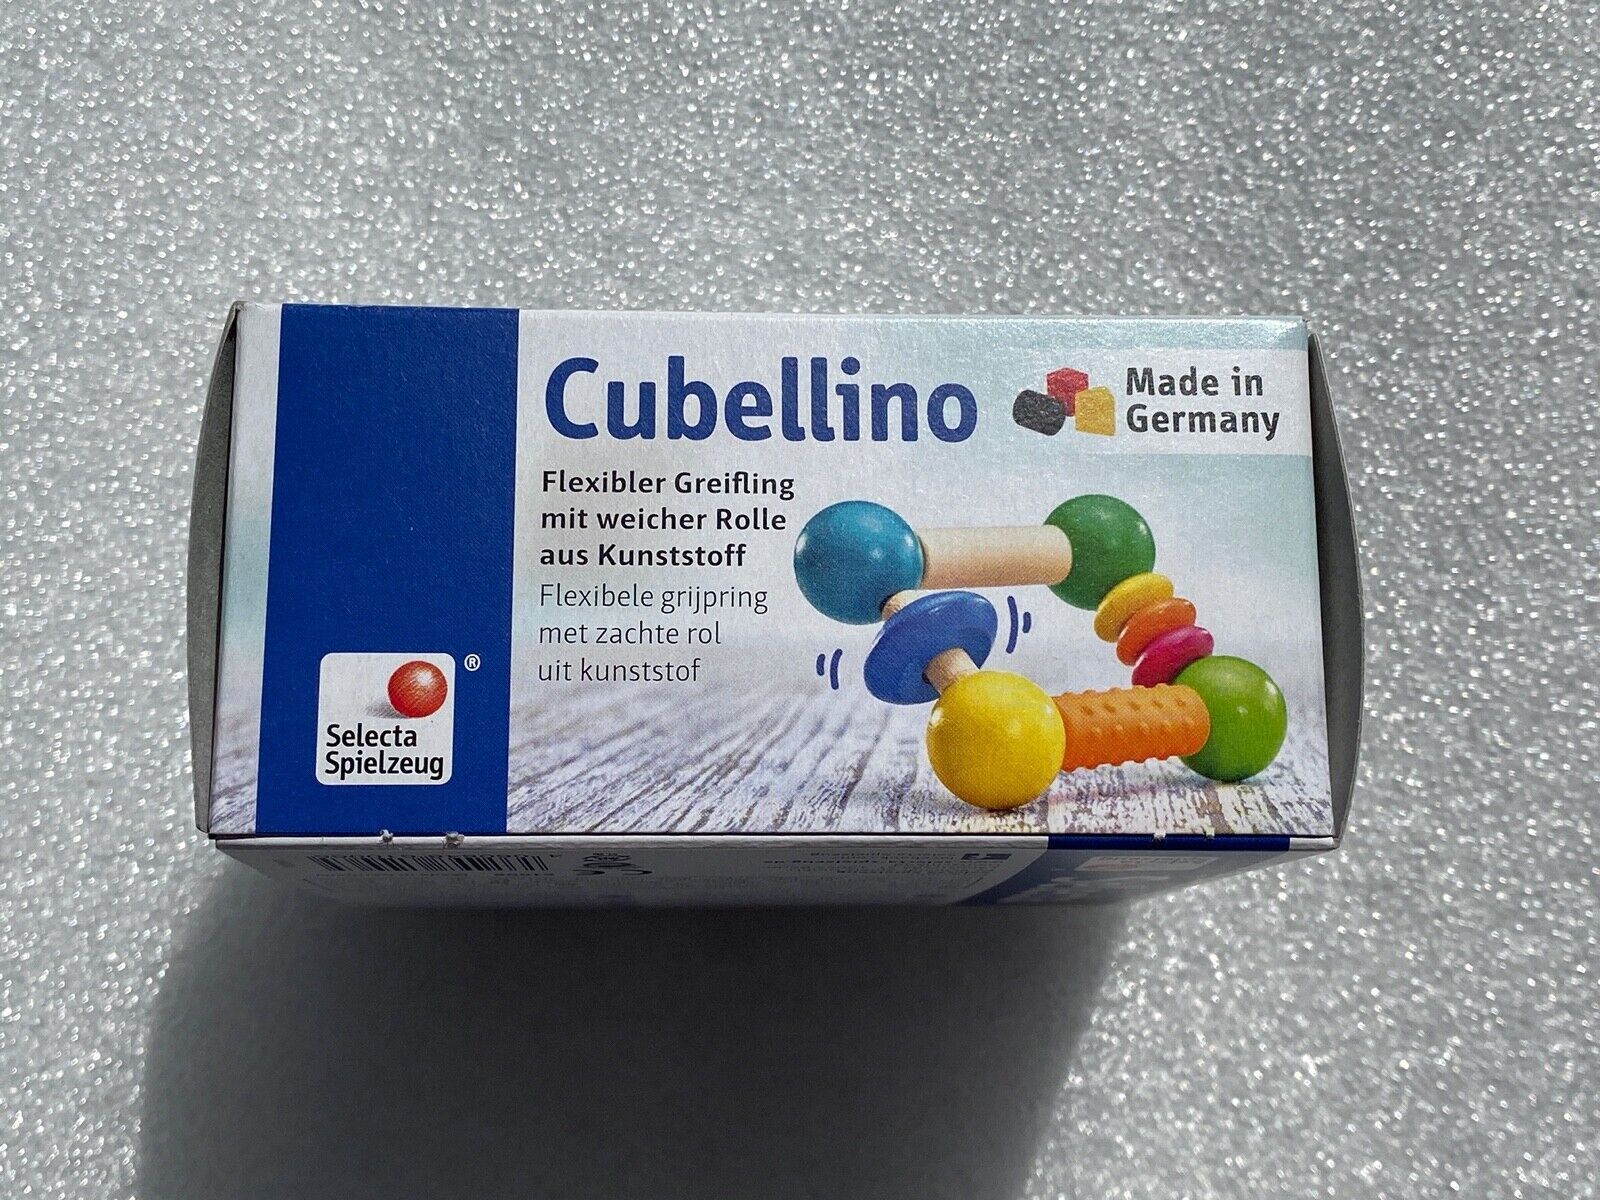 Cubellino
Made in
Germany
Flexibler Greifling
mit weicher Rolle
aus Kunststoff
Flexibele grijpring
met zachte rol
uit kunststof
®
Selecta
Spielzeug